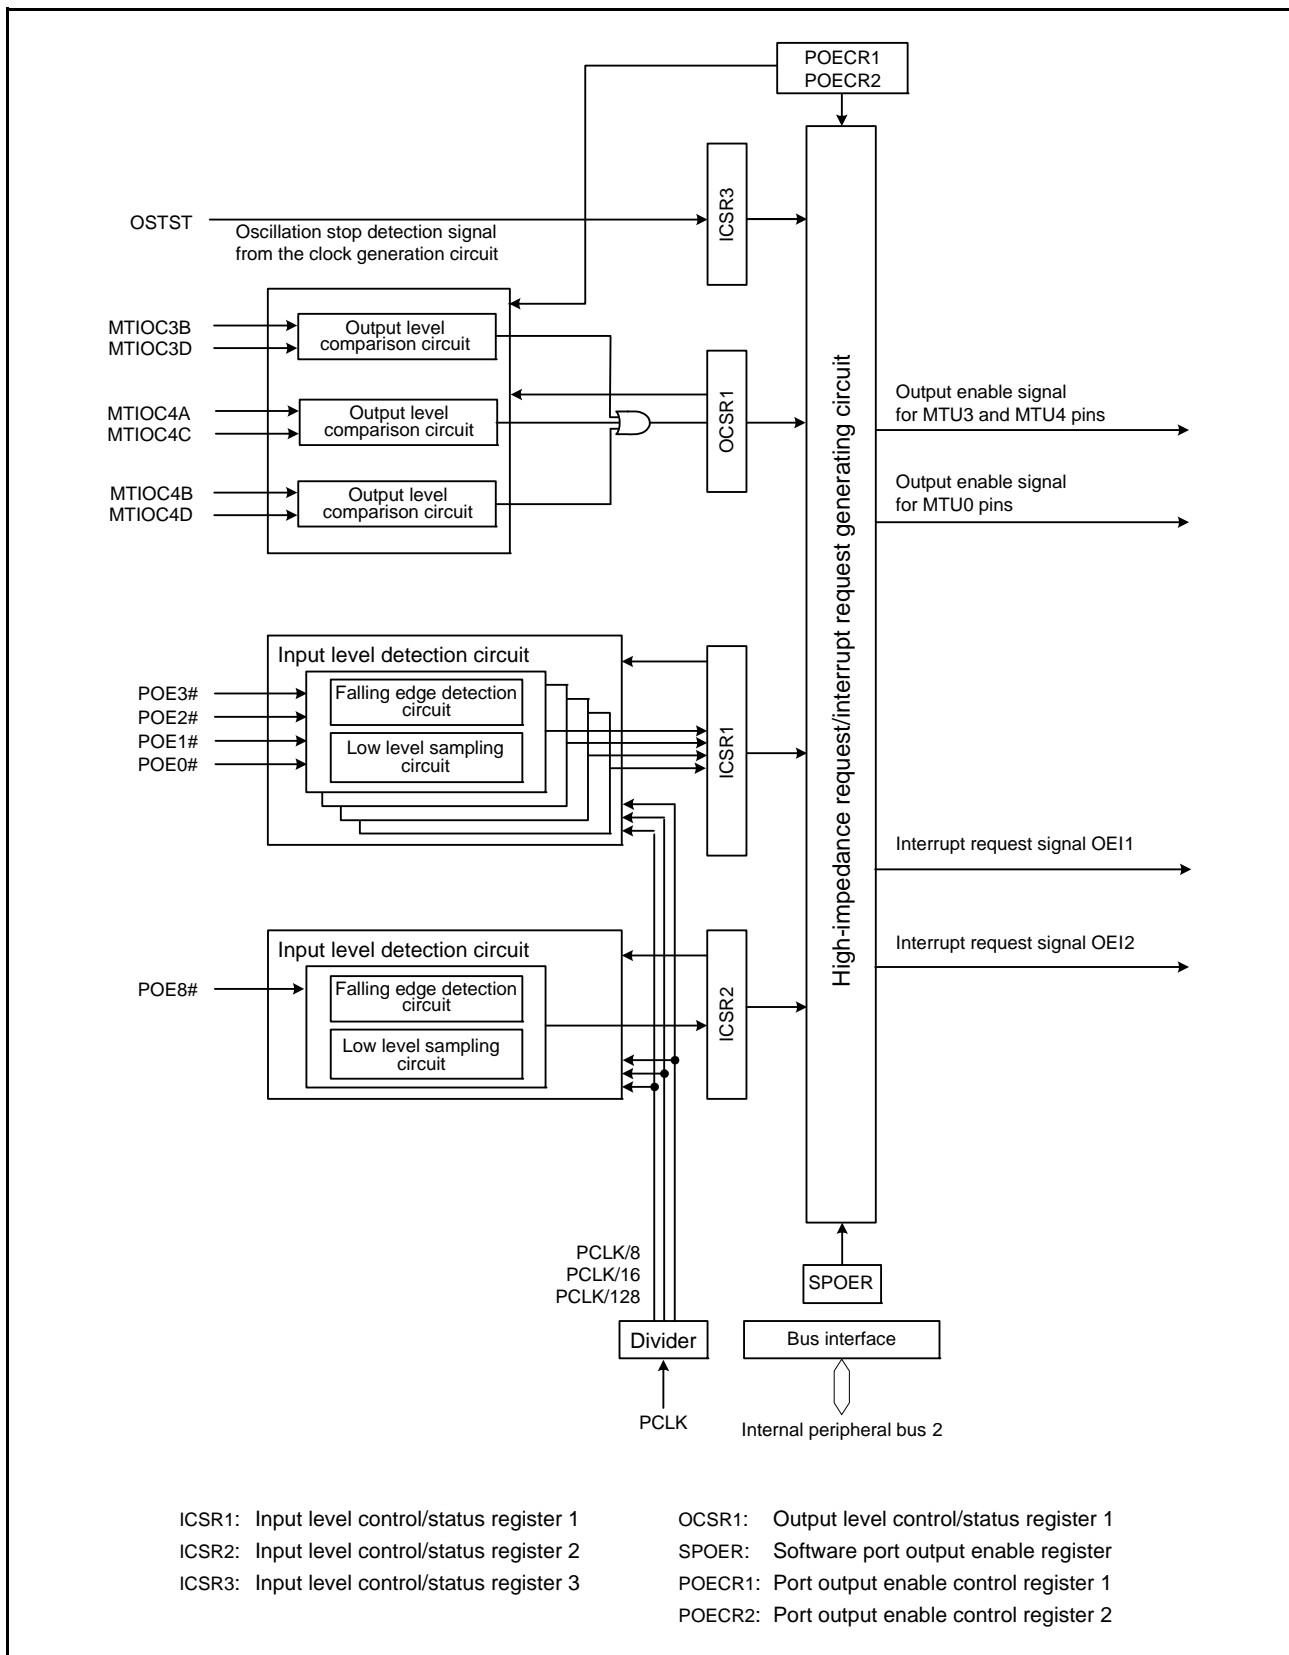 POECR1
POECR2
ICSR3
OSTST
Oscillation stop detection signal
from the clock generation circuit
MTIOC3B
MTIOC3D
Output level
comparison circuit
MTIOC4A
MTIOC4C
Output level
comparison circuit
MTIOC4B
MTIOC4D
Output level
comparison circuit
OCSR1
High-impedance request/interrupt request generating circuit
Output enable signal
for MTU3 and MTU4 pins
Output enable signal
for MTU0 pins
Input level detection circuit
POE3#
POE2#
POE1#
POE0#
Falling edge detection
circuit
Low level sampling
circuit
ICSR1
Interrupt request signal OEI1
Interrupt request signal OEI2
Input level detection circuit
POE8#
Falling edge detection
circuit
Low level sampling
circuit
ICSR2
PCLK/8
PCLK/16
PCLK/128
SPOER
Divider
Bus interface
PCLK
Internal peripheral bus 2
ICSR1: Input level control/status register 1
ICSR2: Input level control/status register 2
ICSR3: Input level control/status register 3
OCSR1: Output level control/status register 1
SPOER: Software port output enable register
POECR1: Port output enable control register 1
POECR2: Port output enable control register 2